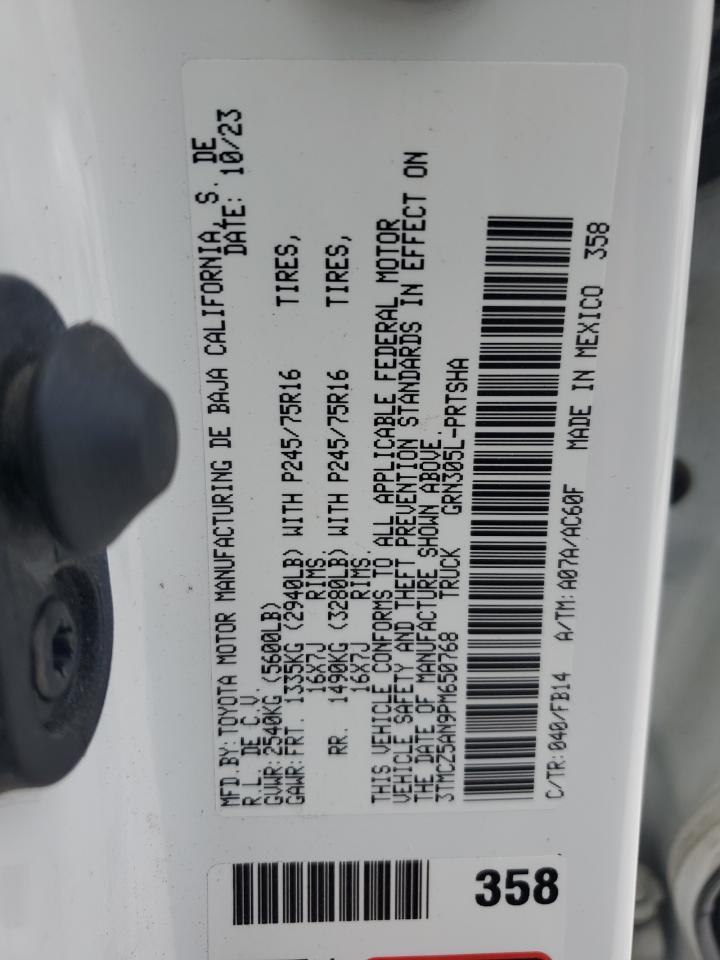 MFD.BY:TOYOTA MOTOR MANUFACTURING DE BAJA CALIFORNIA, S. DE
R.L. DE C.V. DATE: 10/23
GVWR:2540KG (5600LB)
GAWR:FRT. 1335KG (2940LB) WITH P245/75R16 TIRES,
16X7J RIMS
RR. 1490KG (3280LB) WITH P245/75R16 TIRES,
16X7J RIMS.
THIS VEHICLE CONFORMS TO ALL APPLICABLE FEDERAL MOTOR
VEHICLE SAFETY AND THEFT PREVENTION STANDARDS IN EFFECT ON
THE DATE OF MANUFACTURE SHOWN ABOVE.
3TMCZ5AN9PM650768 TRUCK GRN305L-PRTSHA
C/TR:040/FB14 A/TM:A07A/AC60F MADE IN MEXICO 358
358